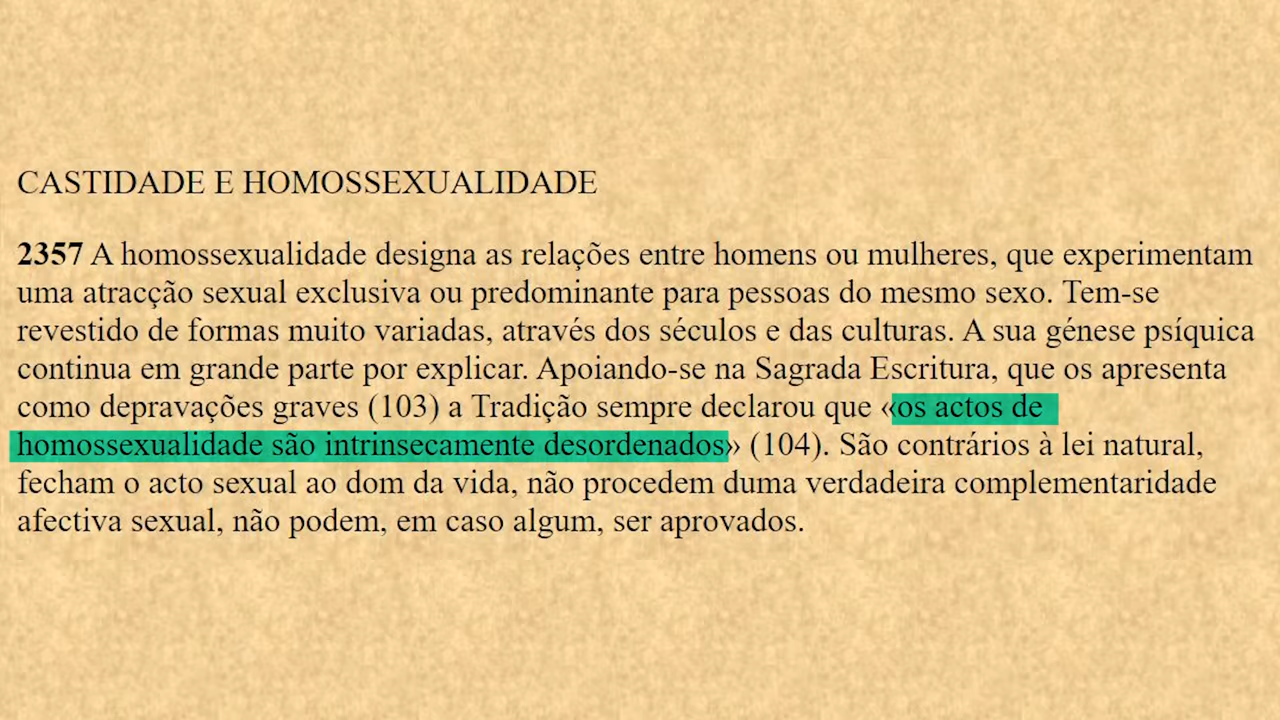 CASTIDADE E HOMOSSEXUALIDADE
2357 A homossexualidade designa as relações entre homens ou mulheres, que experimentam
uma atracção sexual exclusiva ou predominante para pessoas do mesmo sexo. Tem-se
revestido de formas muito variadas, através dos séculos e das culturas. A sua génese psíquica
continua em grande parte por explicar. Apoiando-se na Sagrada Escritura, que os apresenta
como depravações graves (103) a Tradição sempre declarou que «os actos de
homossexualidade são intrinsecamente desordenados» (104). São contrários à lei natural,
fecham o acto sexual ao dom da vida, não procedem duma verdadeira complementaridade
afectiva sexual, não podem, em caso algum, ser aprovados.